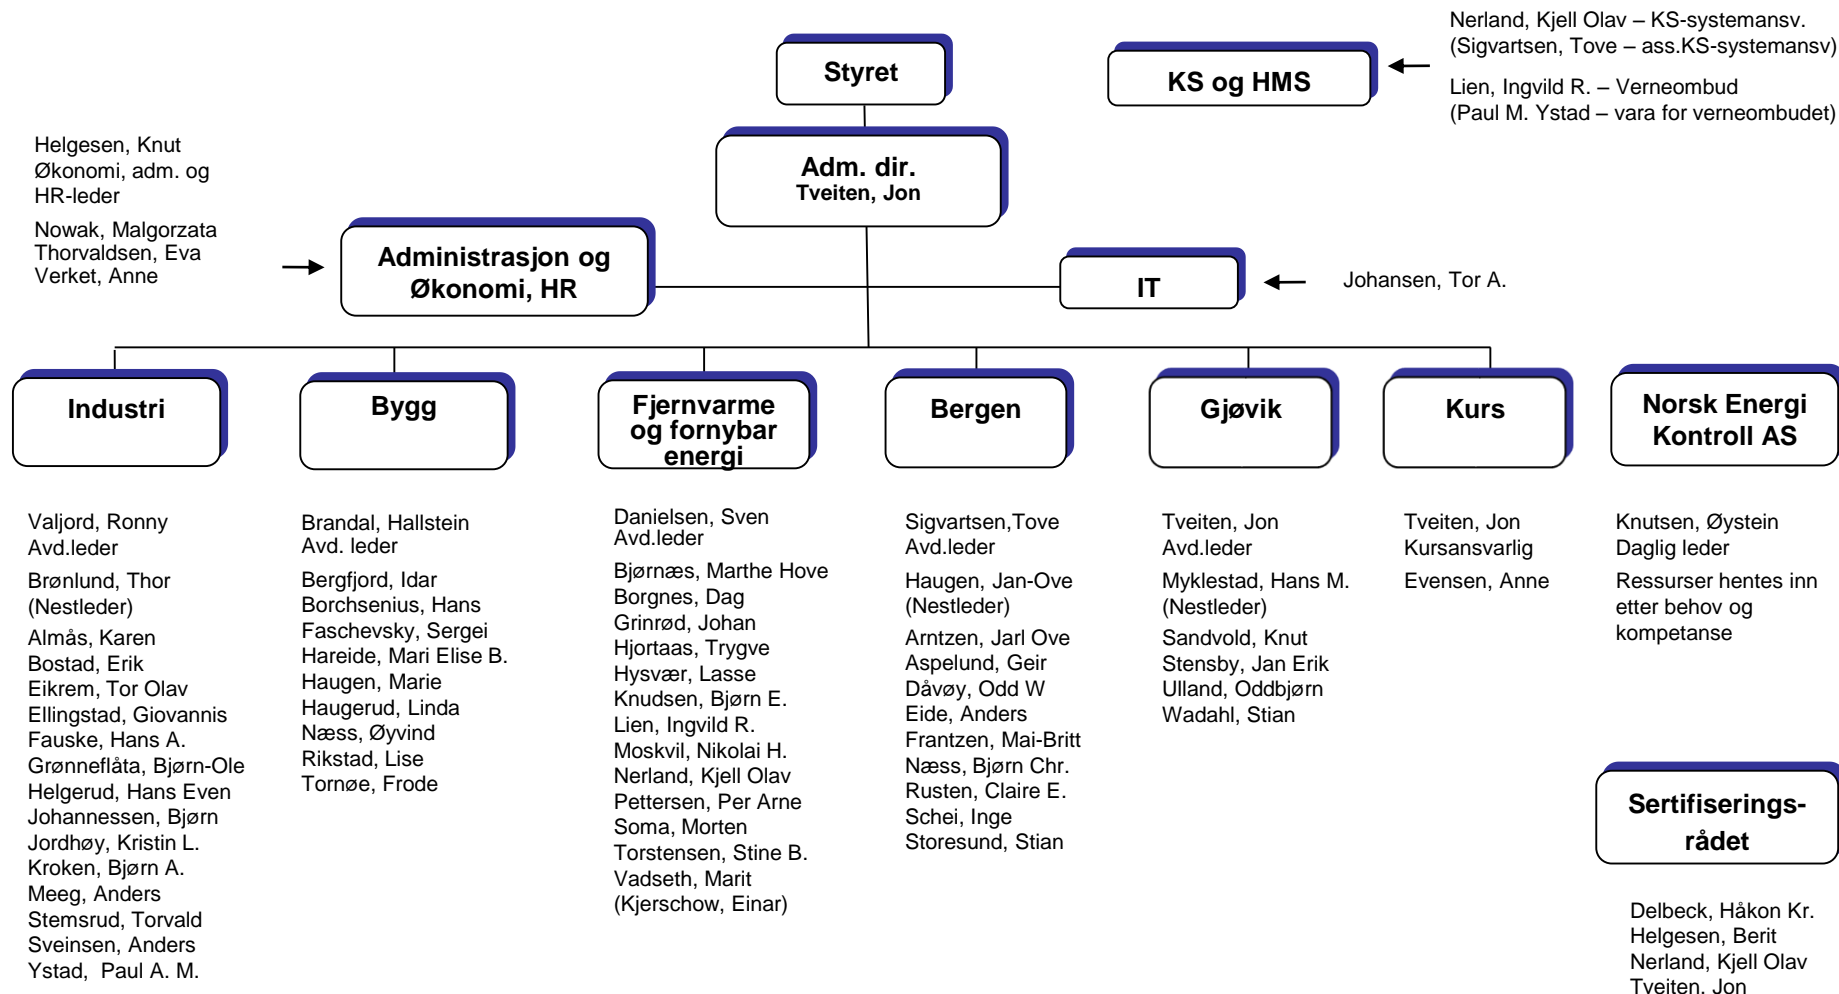 Nerland, Kjell Olav – KS-systemansv.
(Sigvartsen, Tove – ass.KS-systemansv)
Lien, Ingvild R. – Verneombud
(Paul M. Ystad – vara for verneombudet)
Styret
KS og HMS
Helgesen, Knut
Økonomi, adm. og
HR-leder
Nowak, Malgorzata
Thorvaldsen, Eva
Verket, Anne
Adm. dir.
Tveiten, Jon
Administrasjon og
Økonomi, HR
IT
Johansen, Tor A.
Industri
Valjord, Ronny
Avd.leder
Brønlund, Thor
(Nestleder)
Almås, Karen
Bostad, Erik
Eikrem, Tor Olav
Ellingstad, Giovannis
Fauske, Hans A.
Grønneflåta, Bjørn-Ole
Helgerud, Hans Even
Johannessen, Bjørn
Jordhøy, Kristin L.
Kroken, Bjørn A.
Meeg, Anders
Stemsrud, Torvald
Sveinsen, Anders
Ystad,  Paul A. M.
Bygg
Brandal, Hallstein
Avd. leder
Bergfjord, Idar
Borchsenius, Hans
Faschevsky, Sergei
Hareide, Mari Elise B.
Haugen, Marie
Haugerud, Linda
Næss, Øyvind
Rikstad, Lise
Tornøe, Frode
Fjernvarme
og fornybar
energi
Danielsen, Sven
Avd.leder
Bjørnæs, Marthe Hove
Borgnes, Dag
Grinrød, Johan
Hjortaas, Trygve
Hysvær, Lasse
Knudsen, Bjørn E.
Lien, Ingvild R.
Moskvil, Nikolai H.
Nerland, Kjell Olav
Pettersen, Per Arne
Soma, Morten
Torstensen, Stine B.
Vadseth, Marit
(Kjerschow, Einar)
Bergen
Sigvartsen,Tove
Avd.leder
Haugen, Jan-Ove
(Nestleder)
Arntzen, Jarl Ove
Aspelund, Geir
Dåvøy, Odd W
Eide, Anders
Frantzen, Mai-Britt
Næss, Bjørn Chr.
Rusten, Claire E.
Schei, Inge
Storesund, Stian
Gjøvik
Tveiten, Jon
Avd.leder
Myklestad, Hans M.
(Nestleder)
Sandvold, Knut
Stensby, Jan Erik
Ulland, Oddbjørn
Wadahl, Stian
Kurs
Tveiten, Jon
Kursansvarlig
Evensen, Anne
Norsk Energi
Kontroll AS
Knutsen, Øystein
Daglig leder
Ressurser hentes inn
etter behov og
kompetanse
Sertifiserings-
rådet
Delbeck, Håkon Kr.
Helgesen, Berit
Nerland, Kjell Olav
Tveiten, Jon